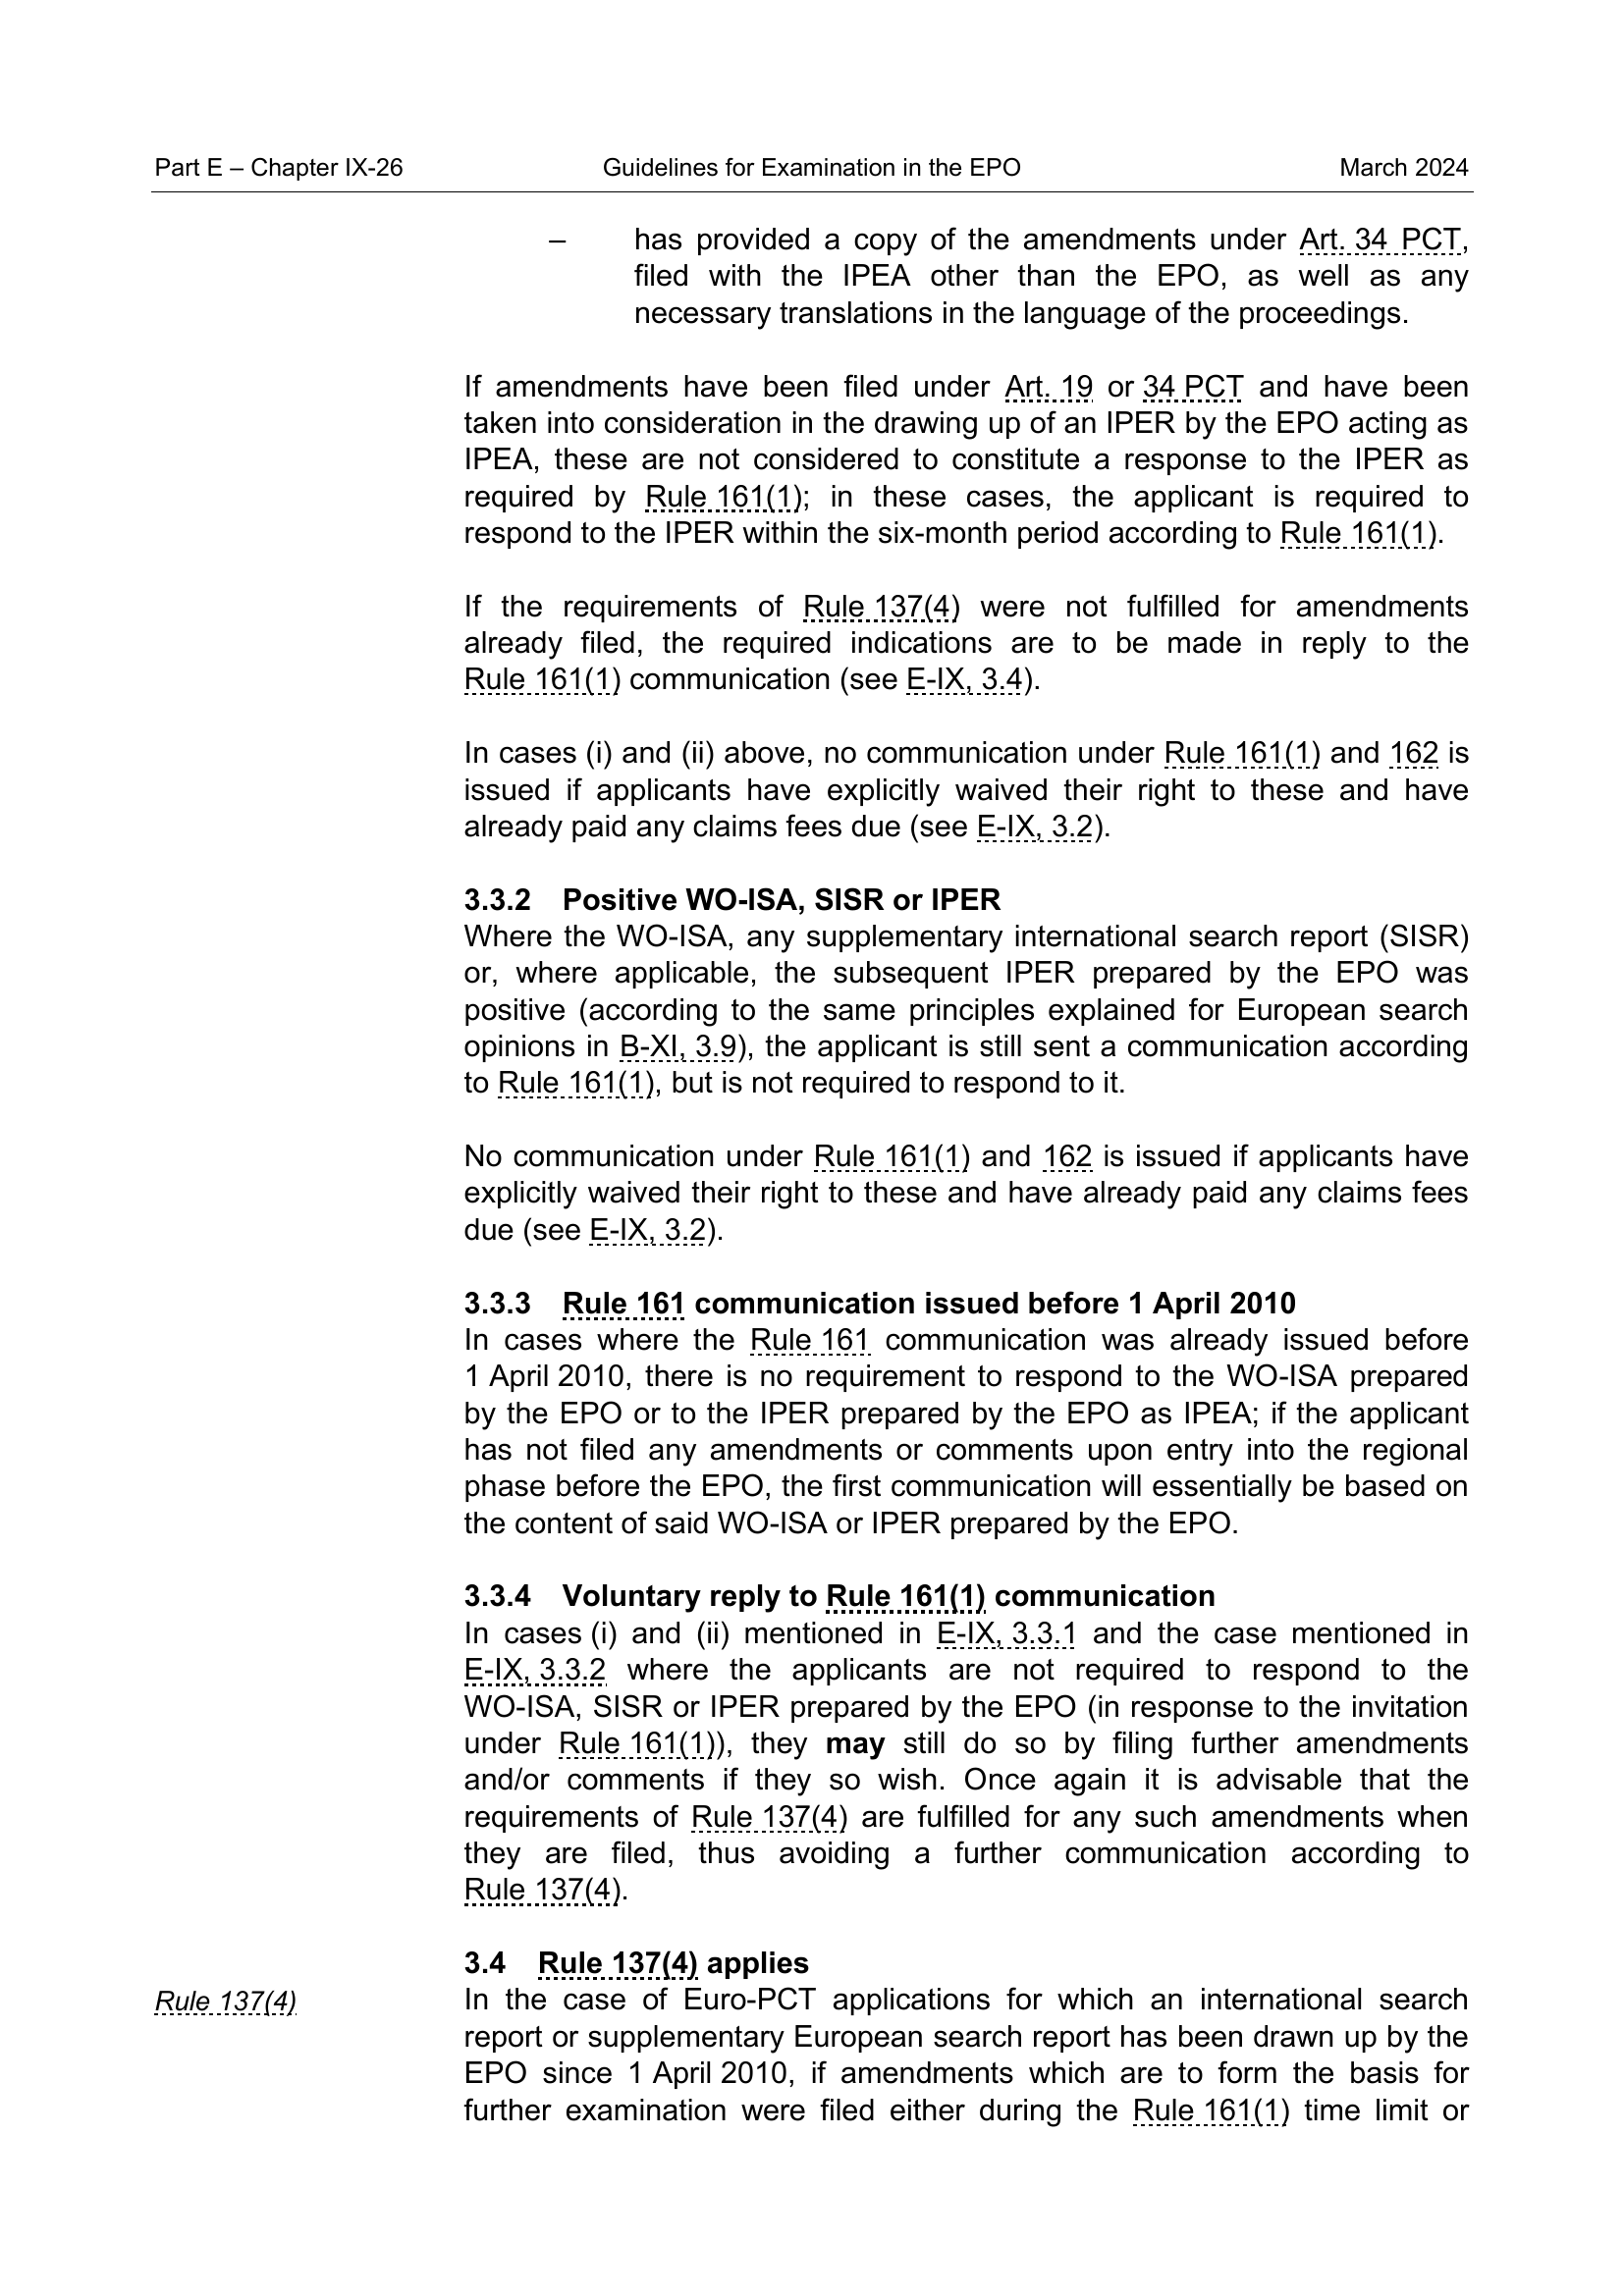 Part E – Chapter IX-26 Guidelines for Examination in the EPO March 2024
– has provided a copy of the amendments under Art. 34 PCT,
filed with the IPEA other than the EPO, as well as any
necessary translations in the language of the proceedings.
If amendments have been filed under Art. 19 or 34 PCT and have been
taken into consideration in the drawing up of an IPER by the EPO acting as
IPEA, these are not considered to constitute a response to the IPER as
required by Rule 161(1); in these cases, the applicant is required to
respond to the IPER within the six-month period according to Rule 161(1).
If the requirements of Rule 137(4) were not fulfilled for amendments
already filed, the required indications are to be made in reply to the
Rule 161(1) communication (see E-IX, 3.4).
In cases (i) and (ii) above, no communication under Rule 161(1) and 162 is
issued if applicants have explicitly waived their right to these and have
already paid any claims fees due (see E-IX, 3.2).
3.3.2 Positive WO-ISA, SISR or IPER
Where the WO-ISA, any supplementary international search report (SISR)
or, where applicable, the subsequent IPER prepared by the EPO was
positive (according to the same principles explained for European search
opinions in B-XI, 3.9), the applicant is still sent a communication according
to Rule 161(1), but is not required to respond to it.
No communication under Rule 161(1) and 162 is issued if applicants have
explicitly waived their right to these and have already paid any claims fees
due (see E-IX, 3.2).
3.3.3 Rule 161 communication issued before 1 April 2010
In cases where the Rule 161 communication was already issued before
1 April 2010, there is no requirement to respond to the WO-ISA prepared
by the EPO or to the IPER prepared by the EPO as IPEA; if the applicant
has not filed any amendments or comments upon entry into the regional
phase before the EPO, the first communication will essentially be based on
the content of said WO-ISA or IPER prepared by the EPO.
3.3.4 Voluntary reply to Rule 161(1) communication
In cases (i) and (ii) mentioned in E-IX, 3.3.1 and the case mentioned in
E-IX, 3.3.2 where the applicants are not required to respond to the
WO-ISA, SISR or IPER prepared by the EPO (in response to the invitation
under Rule 161(1)), they may still do so by filing further amendments
and/or comments if they so wish. Once again it is advisable that the
requirements of Rule 137(4) are fulfilled for any such amendments when
they are filed, thus avoiding a further communication according to
Rule 137(4).
3.4 Rule 137(4) applies
Rule 137(4) In the case of Euro-PCT applications for which an international search
report or supplementary European search report has been drawn up by the
EPO since 1 April 2010, if amendments which are to form the basis for
further examination were filed either during the Rule 161(1) time limit or